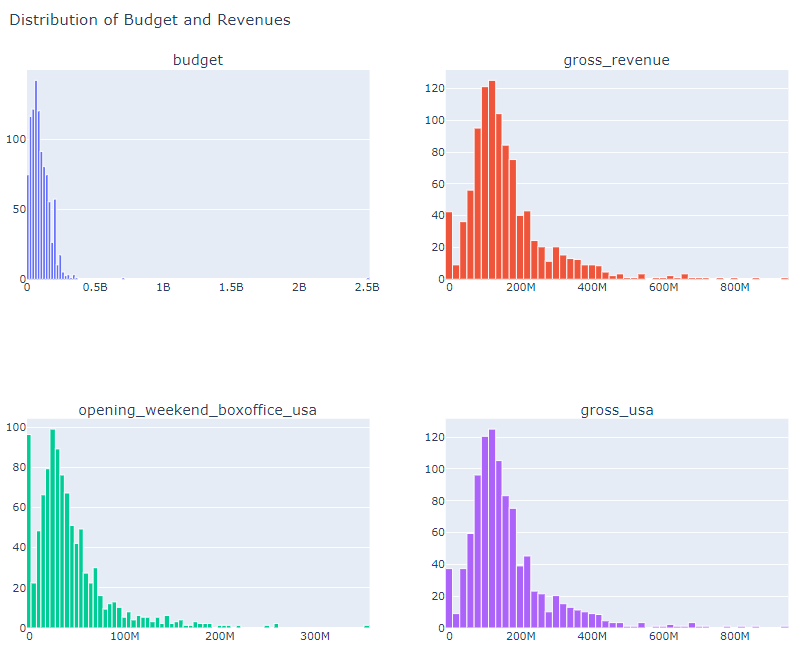 Distribution of Budget and Revenues
budget
gross_revenue
100
50
0
0 0.5B 1B 1.5B 2B 2.5B
120
100
80
60
40
20
0
0 200M 400M 600M 800M
opening_weekend_boxoffice_usa
gross_usa
100
80
60
40
20
0
0 100M 200M 300M
120
100
80
60
40
20
0
0 200M 400M 600M 800M